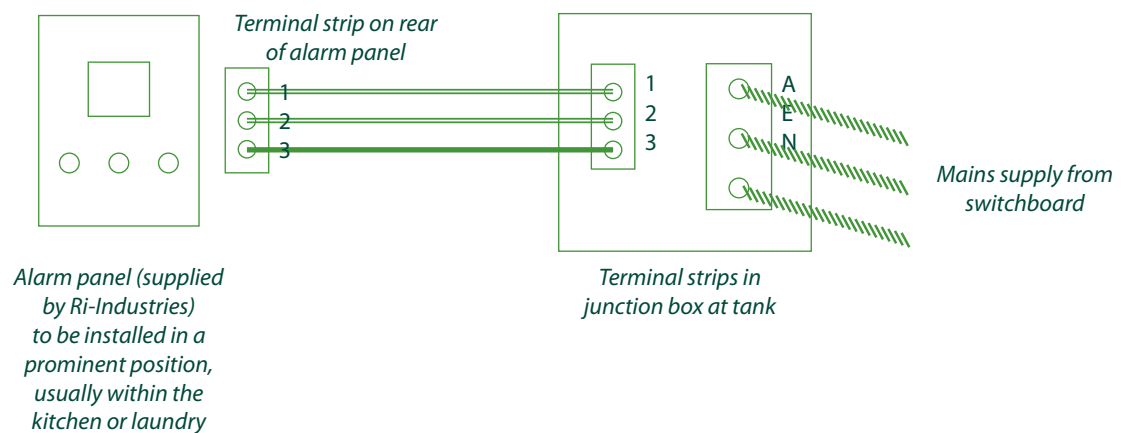 Terminal strip on rear
of alarm panel
1
2
3
1
2
3
A
E
N
Mains supply from
switchboard
Alarm panel (supplied
by Ri-Industries)
to be installed in a
prominent position,
usually within the
kitchen or laundry
Terminal strips in
junction box at tank